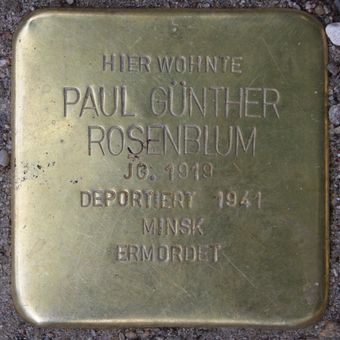 HIER WOHNTE
PAUL GÜNTHER
ROSENBLUM
JG. 1919
DEPORTIERT 1941
MINSK
ERMORDET